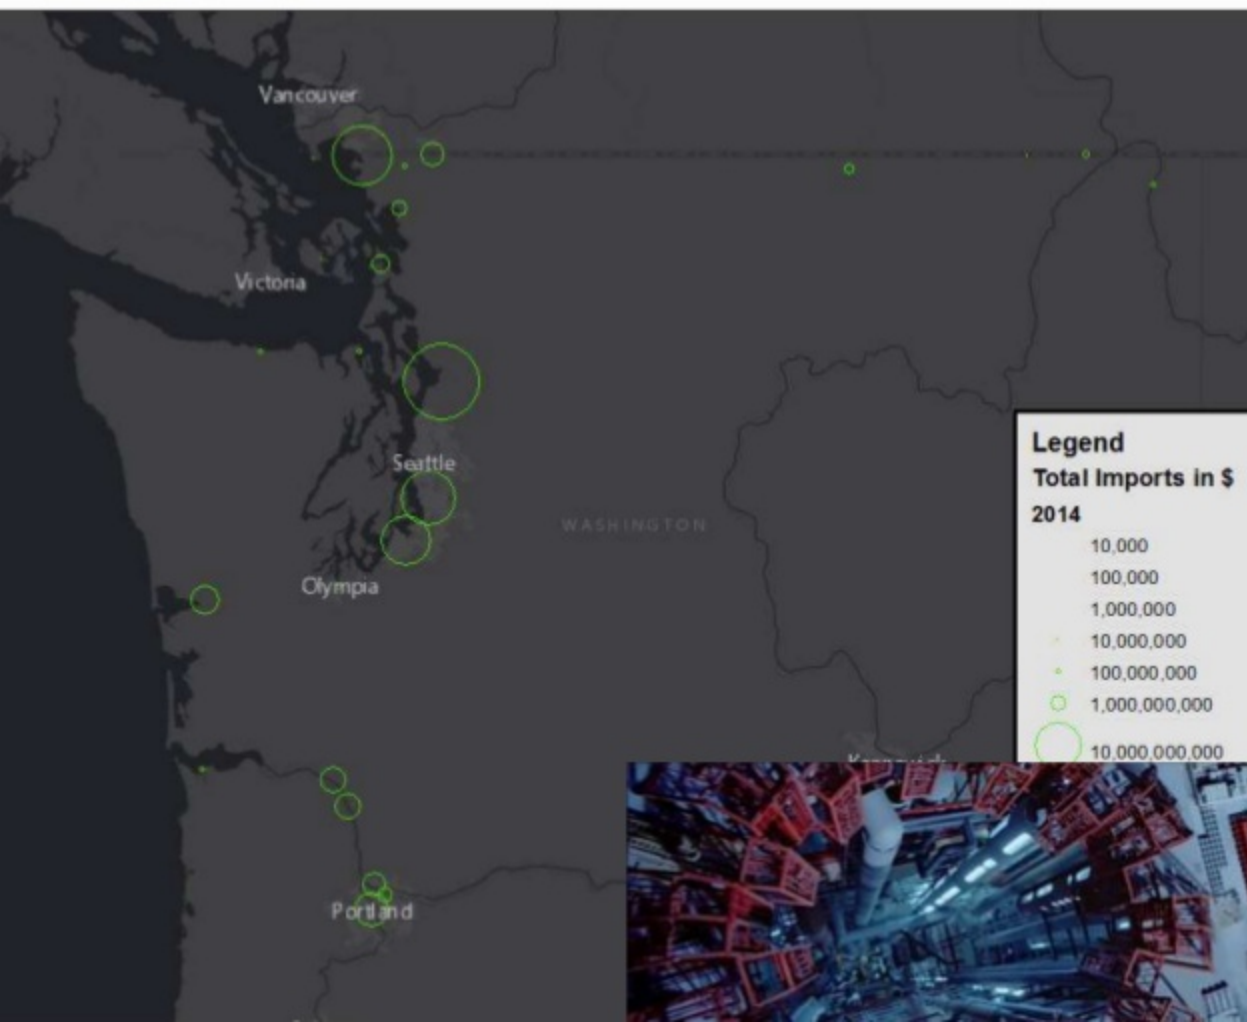 Vancouver
Victoria
Seattle
WASHINGTON
Olympia
Portland
Legend
Total Imports in $
2014
10,000
100,000
1,000,000
10,000,000
100,000,000
1,000,000,000
10,000,000,000